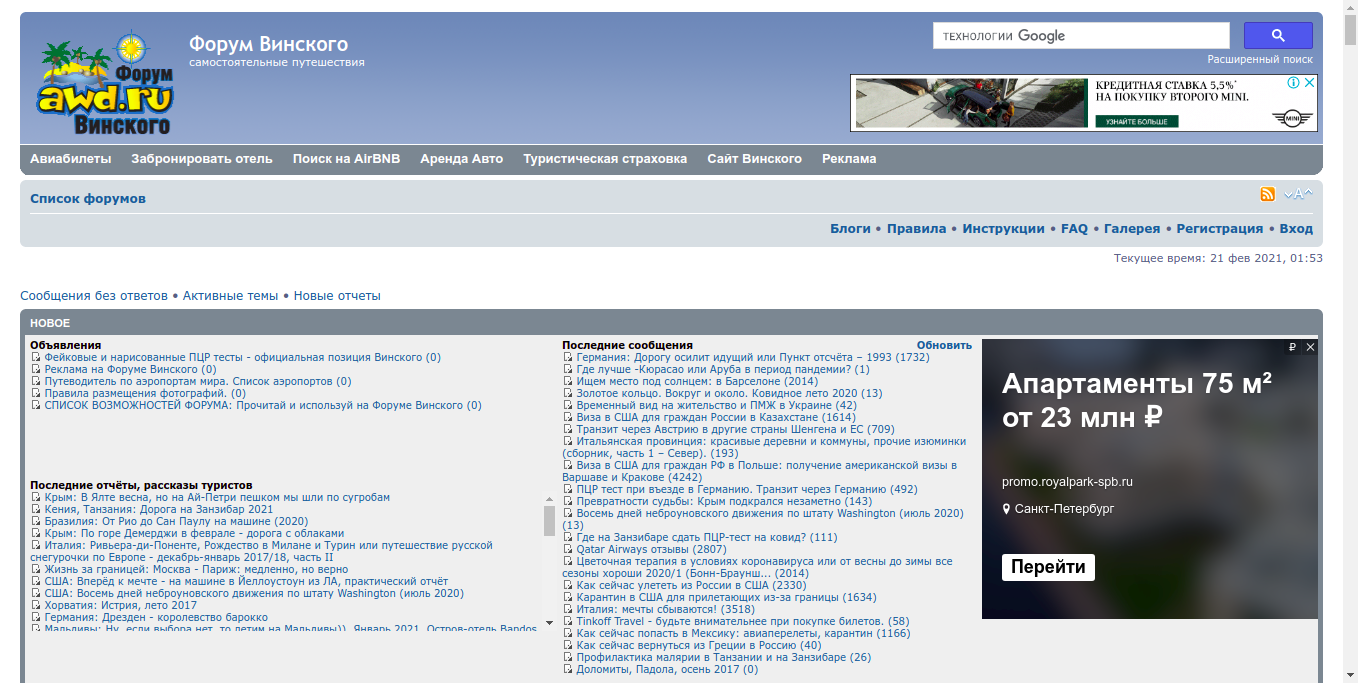 Форум
awd.ru
Винского
Форум Винского
самостоятельные путешествия
ТЕХНОЛОГИИ Google
Расширенный поиск
КРЕДИТНАЯ СТАВКА 5,5%*
НА ПОКУПКУ ВТОРОГО MINI.
УЗНАЙТЕ БОЛЬШЕ
MINI
Авиабилеты Забронировать отель Поиск на AirBNB Аренда Авто Туристическая страховка Сайт Винского Реклама
Список форумов
A
Блоги • Правила • Инструкции • FAQ • Галерея • Регистрация • Вход
Текущее время: 21 фев 2021, 01:53
Сообщения без ответов • Активные темы • Новые отчеты
НОВОЕ
Объявления
Фейковые и нарисованные ПЦР тесты - официальная позиция Винского (0)
Реклама на Форуме Винского (0)
Путеводитель по аэропортам мира. Список аэропортов (0)
Правила размещения фотографий. (0)
СПИСОК ВОЗМОЖНОСТЕЙ ФОРУМА: Прочитай и используй на Форуме Винского (0)
Последние отчёты, рассказы туристов
Крым: В Ялте весна, но на Ай-Петри пешком мы шли по сугробам
Кения, Танзания: Дорога на Занзибар 2021
Бразилия: От Рио до Сан Паулу на машине (2020)
Крым: По горе Демерджи в феврале - дорога с облаками
Италия: Ривьера-ди-Поненте, Рождество в Милане и Турин или путешествие русской
снегурочки по Европе - декабрь-январь 2017/18, часть II
Жизнь за границей: Москва - Париж: медленно, но верно
США: Вперёд к мечте - на машине в Йеллоустоун из ЛА, практический отчёт
США: Восемь дней неброуновского движения по штату Washington (июль 2020)
Хорватия: Истрия, лето 2017
Германия: Дрезден - королевство барокко
Мальдивы: Ну, если выбора нет, то летим на Мальдивы)). Январь 2021. Остров-отель Bandos
Последние сообщения Обновить
Германия: Дорогу осилит идущий или Пункт отсчёта – 1993 (1732)
Где лучше -Кюрасао или Аруба в период пандемии? (1)
Ищем место под солнцем: в Барселоне (2014)
Золотое кольцо. Вокруг и около. Ковидное лето 2020 (13)
Временный вид на жительство и ПМЖ в Украине (42)
Виза в США для граждан России в Казахстане (1614)
Транзит через Австрию в другие страны Шенгена и ЕС (709)
Итальянская провинция: красивые деревни и коммуны, прочие изюминки
(сборник, часть 1 – Север). (193)
Виза в США для граждан РФ в Польше: получение американской визы в
Варшаве и Кракове (4242)
ПЦР тест при въезде в Германию. Транзит через Германию (492)
Превратности судьбы: Крым подкрался незаметно (143)
Восемь дней неброуновского движения по штату Washington (июль 2020)
(13)
Где на Занзибаре сдать ПЦР-тест на ковид? (111)
Qatar Airways отзывы (2807)
Цветочная терапия в условиях коронавируса или от весны до зимы все
сезоны хороши 2020/1 (Бонн-Браунш... (2014)
Как сейчас улететь из России в США (2330)
Карантин в США для прилетающих из-за границы (1634)
Италия: мечты сбываются! (3518)
Tinkoff Travel - будьте внимательнее при покупке билетов. (58)
Как сейчас попасть в Мексику: авиаперелеты, карантин (1166)
Как сейчас вернуться из Греции в Россию (40)
Профилактика малярии в Танзании и на Занзибаре (26)
Доломиты, Падола, осень 2017 (0)
₽
Апартаменты 75 м²
от 23 млн ₽
promo.royalpark-spb.ru
Санкт-Петербург
Перейти